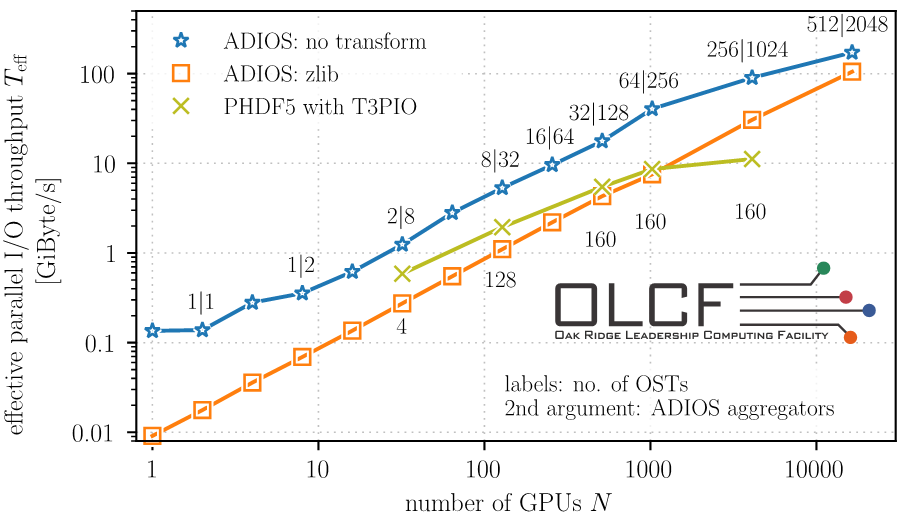 512|2048
256|1024
64|256
32|128
16|64
8|32
2|8
1|2
1|1
ADIOS: no transform
ADIOS: zlib
PHDF5 with T3PIO
effective parallel I/O throughput T_eff
[GiByte/s]
100
10
1
0.1
0.01
4
128
160
160
160
OLCF
OAK RIDGE LEADERSHIP COMPUTING FACILITY
labels: no. of OSTs
2nd argument: ADIOS aggregators
1
10
100
1000
10000
number of GPUs N